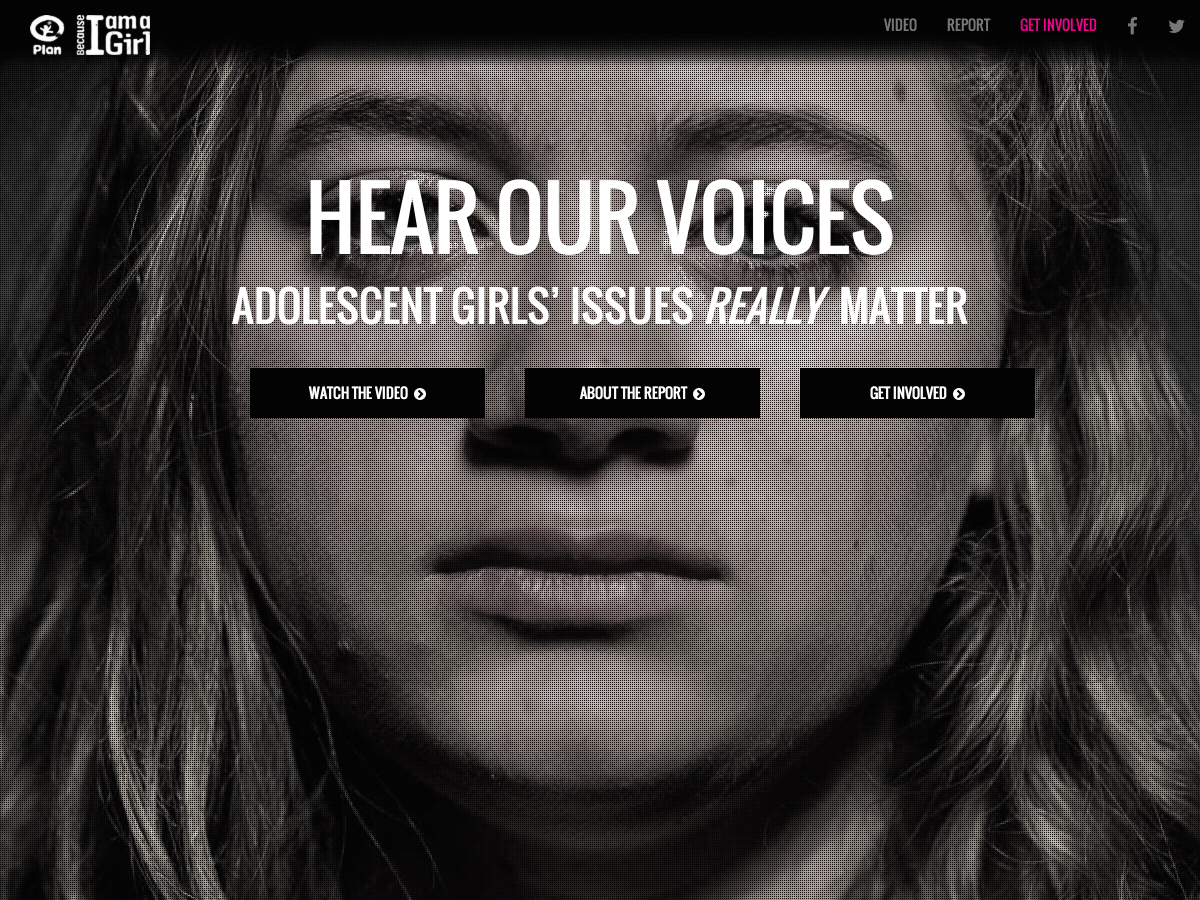 Plan
Because I am a Girl
VIDEO
REPORT
GET INVOLVED
HEAR OUR VOICES
ADOLESCENT GIRLS’ ISSUES REALLY MATTER
WATCH THE VIDEO
ABOUT THE REPORT
GET INVOLVED